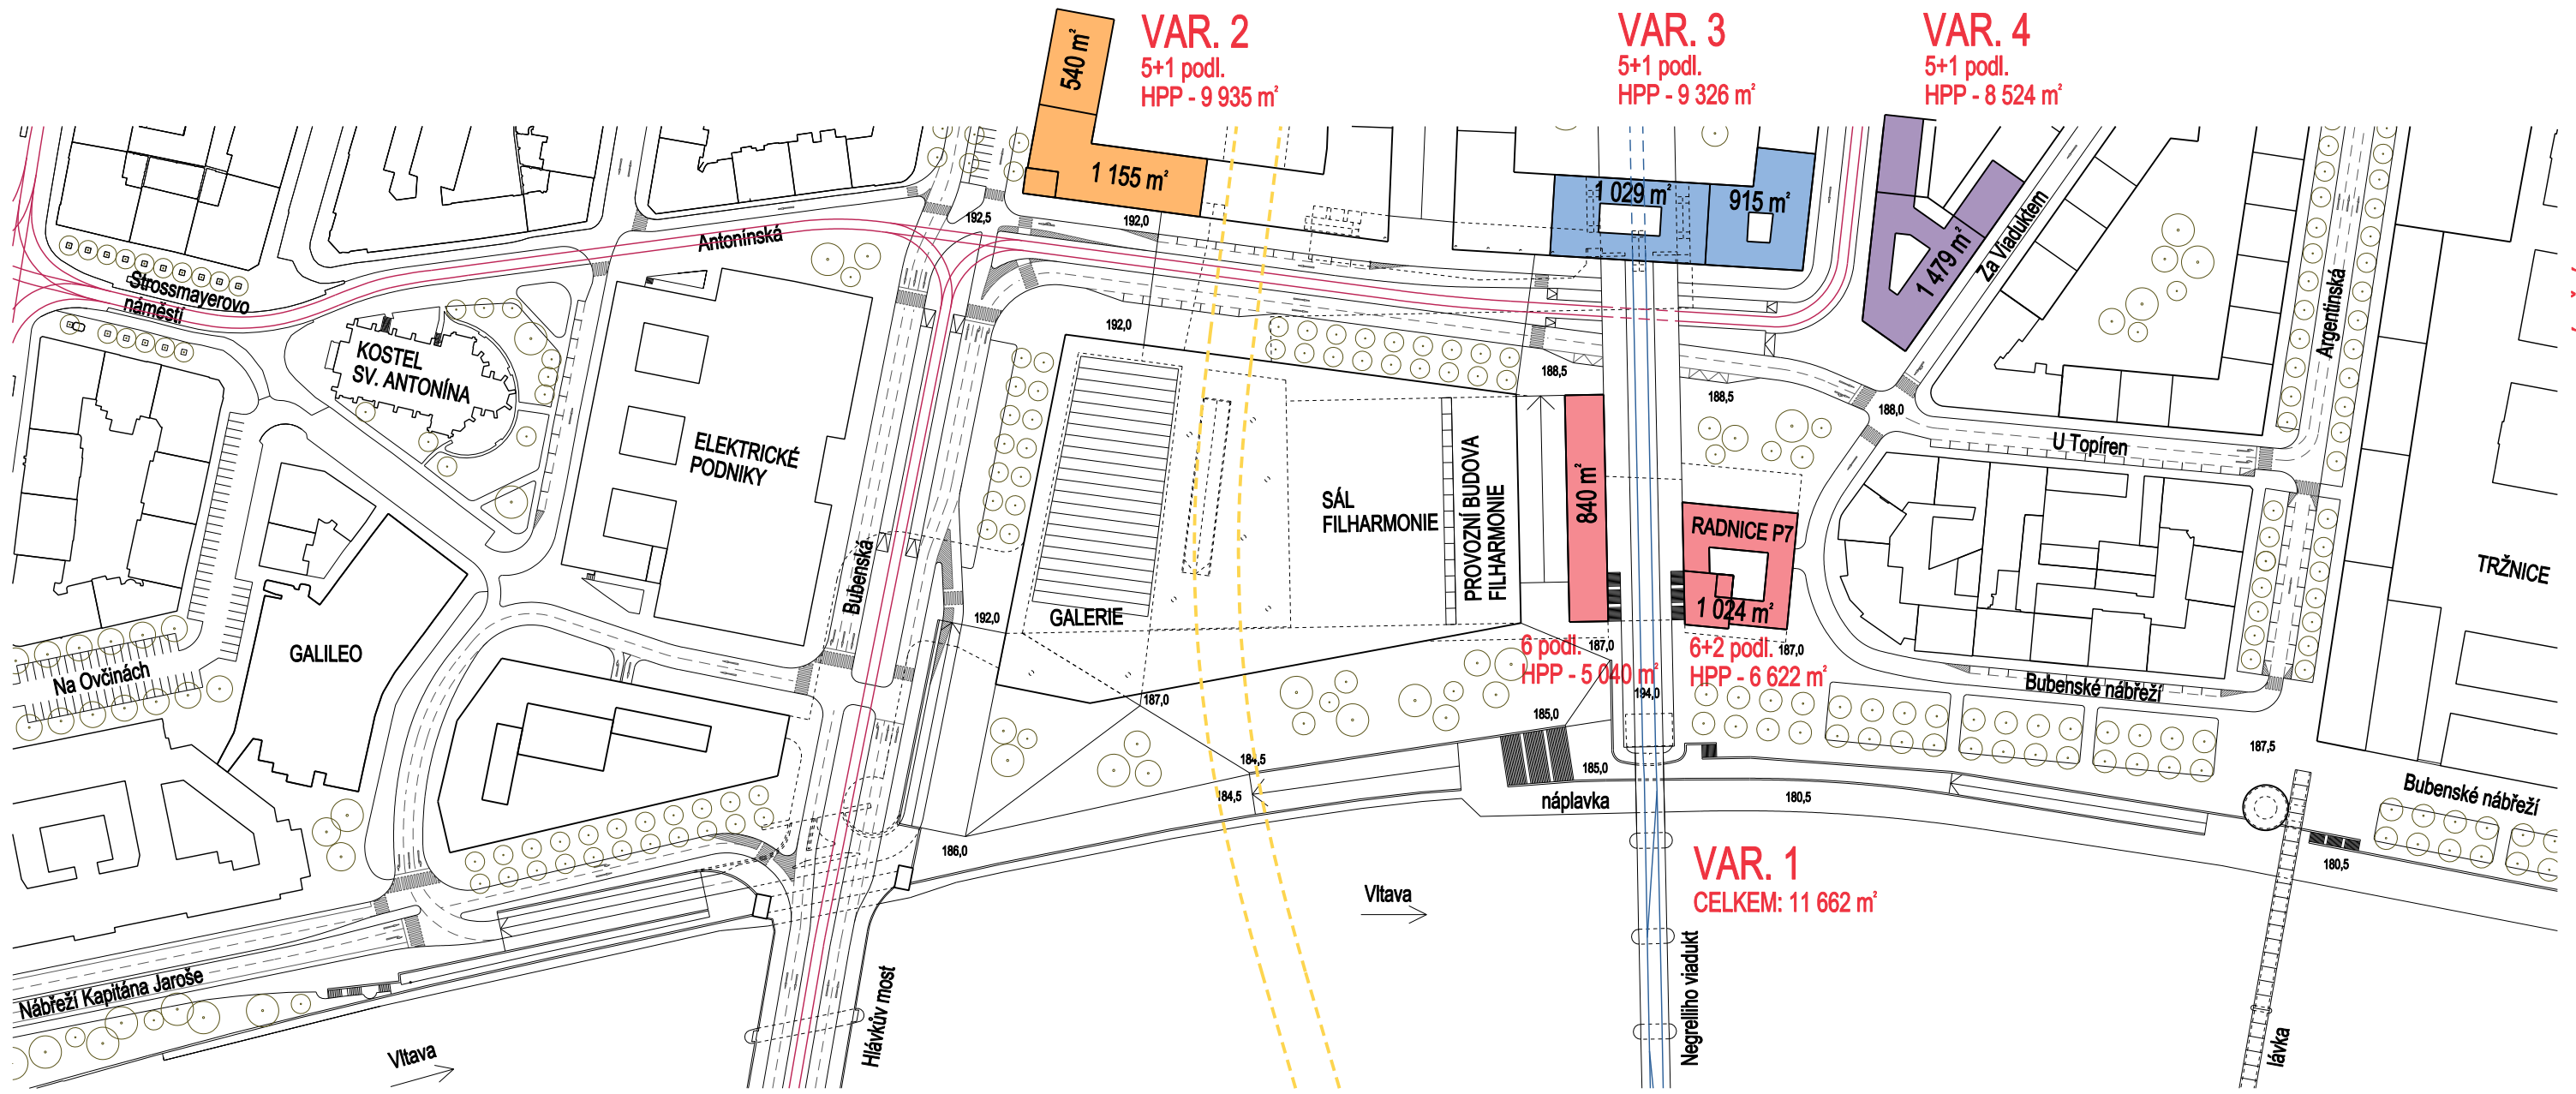 VAR. 2
5+1 podl.
HPP - 9 935 m²
VAR. 3
5+1 podl.
HPP - 9 326 m²
VAR. 4
5+1 podl.
HPP - 8 524 m²
540 m²
1 155 m²
1 029 m²
915 m²
1 479 m²
Za Viaduktem
Argentinská
192,5
192,0
Antonínská
Strossmayerovo
náměstí
KOSTEL
SV. ANTONÍNA
192,0
188,5
188,5
188,0
U Topíren
ELEKTRICKÉ
PODNIKY
SÁL
FILHARMONIE
PROVOZNÍ BUDOVA
FILHARMONIE
840 m²
RADNICE P7
1 024 m²
TRŽNICE
Bubenská
192,0
GALERIE
GALILEO
Na Ovčinách
6 podl.
HPP - 5 040 m²
187,0
6+2 podl.
HPP - 6 622 m²
187,0
194,0
Bubenské nábřeží
187,0
185,0
187,5
184,5
185,0
184,5
náplavka
180,5
Bubenské nábřeží
186,0
180,5
VAR. 1
CELKEM: 11 662 m²
Vltava
Nábřeží Kapitána Jaroše
Hlávkův most
Negrelliho viadukt
lávka
Vltava